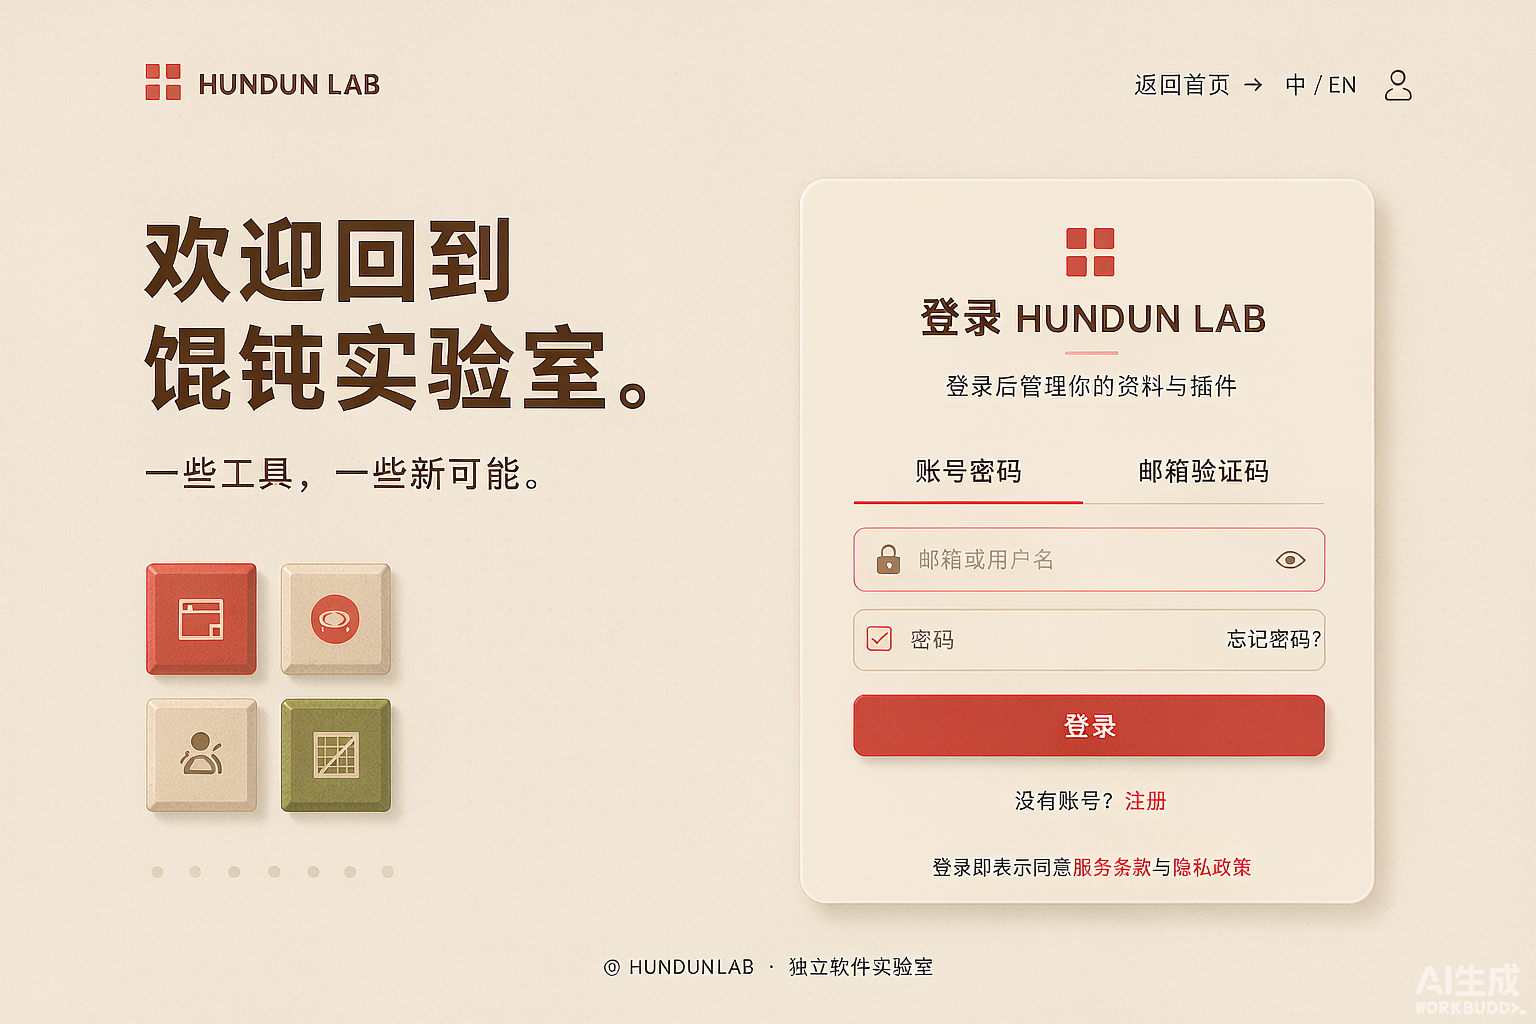 HUNDUN LAB
返回首页 → 中 / EN
欢迎回到
馄钝实验室。
一些工具，一些新可能。
登录 HUNDUN LAB
登录后管理你的资料与插件
账号密码 邮箱验证码
邮箱或用户名
密码 忘记密码?
登录
没有账号? 注册
登录即表示同意服务条款与隐私政策
© HUNDUNLAB · 独立软件实验室
AI生成
WORKBUDDY